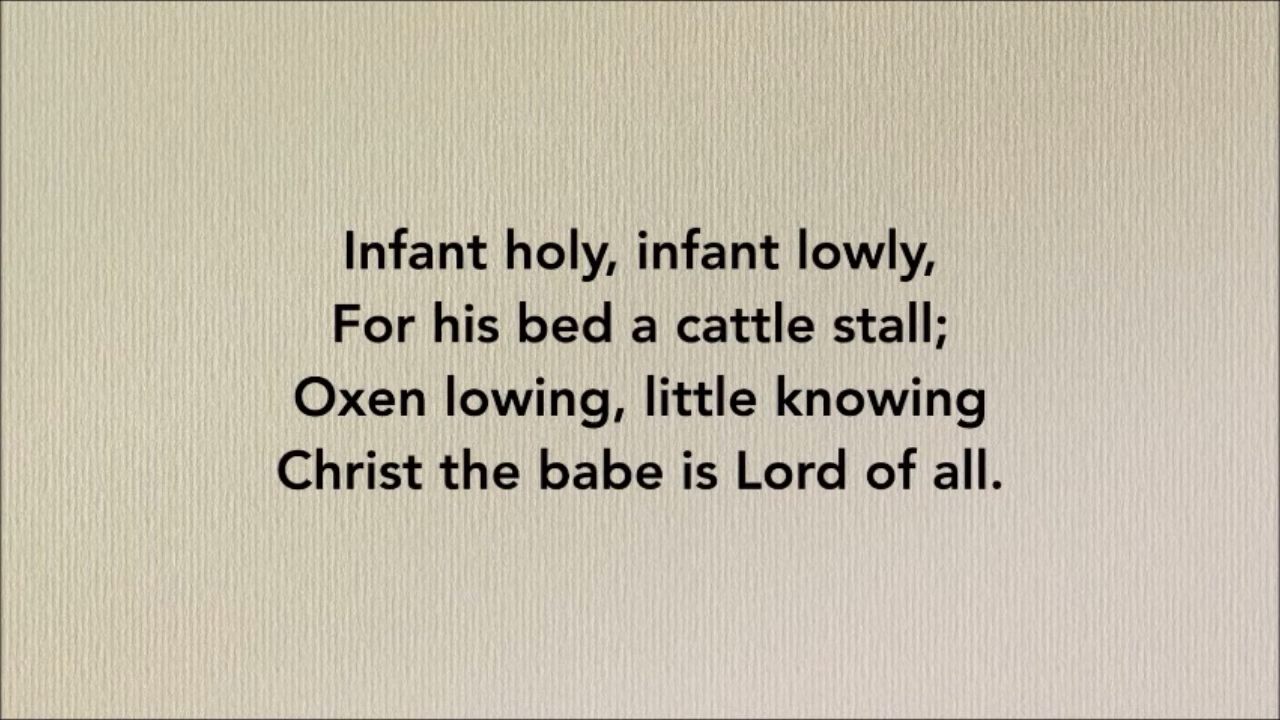 Infant holy, infant lowly,
For his bed a cattle stall;
Oxen lowing, little knowing
Christ the babe is Lord of all.